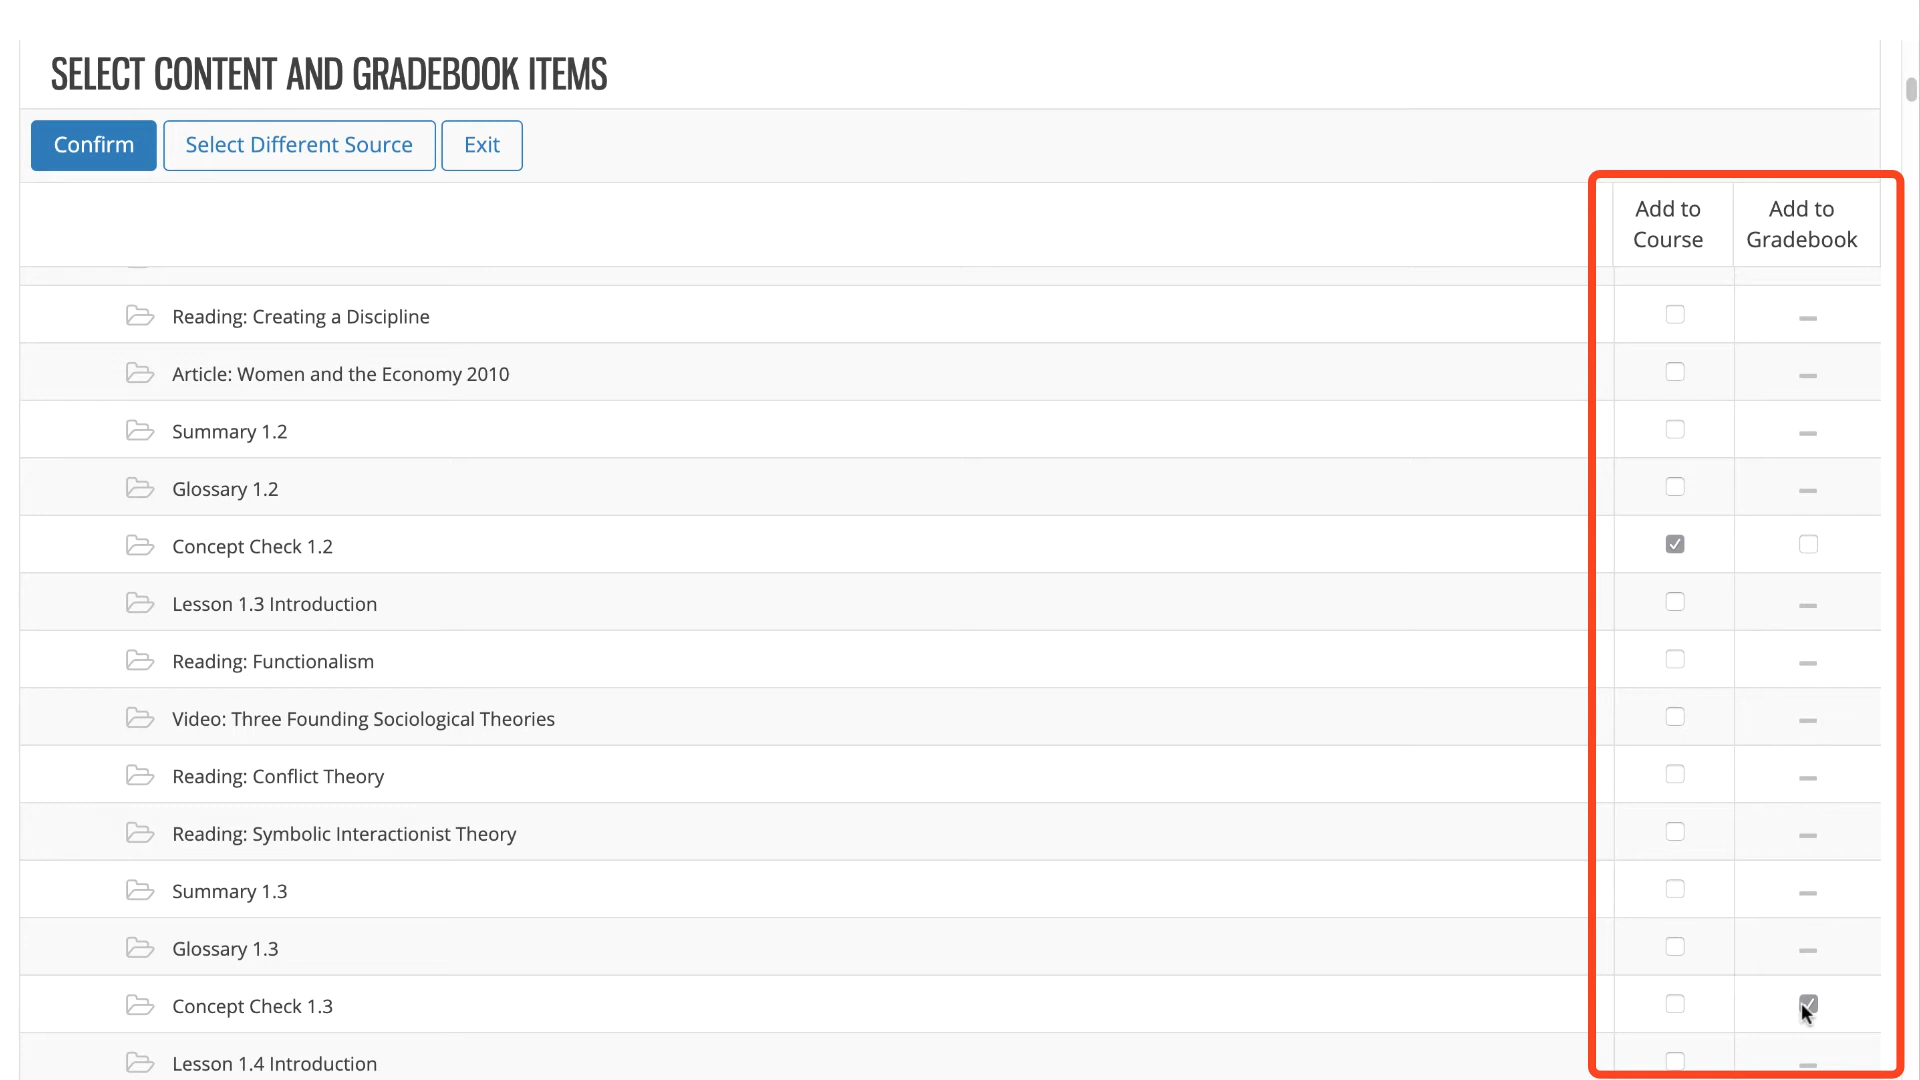 SELECT CONTENT AND GRADEBOOK ITEMS
Confirm
Select Different Source
Exit
Add to
Course
Add to
Gradebook
Reading: Creating a Discipline
Article: Women and the Economy 2010
Summary 1.2
Glossary 1.2
Concept Check 1.2
Lesson 1.3 Introduction
Reading: Functionalism
Video: Three Founding Sociological Theories
Reading: Conflict Theory
Reading: Symbolic Interactionist Theory
Summary 1.3
Glossary 1.3
Concept Check 1.3
Lesson 1.4 Introduction